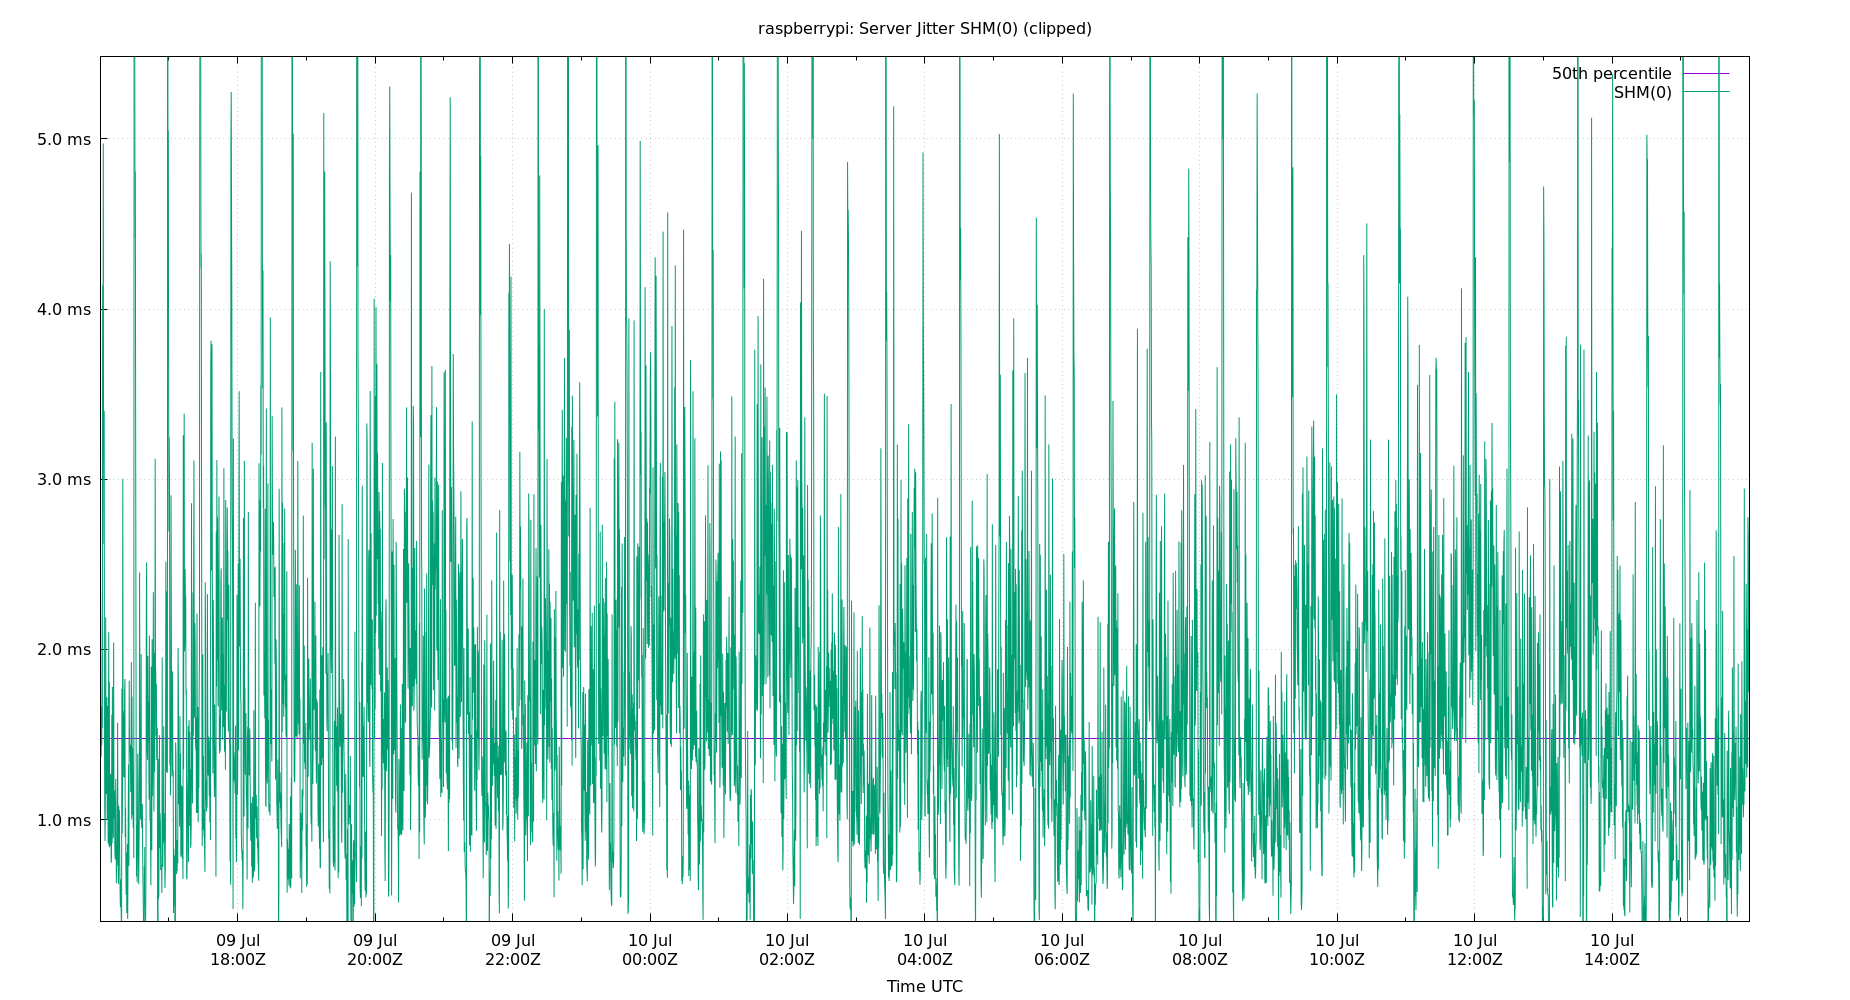 raspberrypi: Server Jitter SHM(0) (clipped)
50th percentile
SHM(0)
5.0 ms
4.0 ms
3.0 ms
2.0 ms
1.0 ms
09 Jul 09 Jul 09 Jul 10 Jul 10 Jul 10 Jul 10 Jul 10 Jul 10 Jul 10 Jul 10 Jul
18:00Z 20:00Z 22:00Z 00:00Z 02:00Z 04:00Z 06:00Z 08:00Z 10:00Z 12:00Z 14:00Z
Time UTC